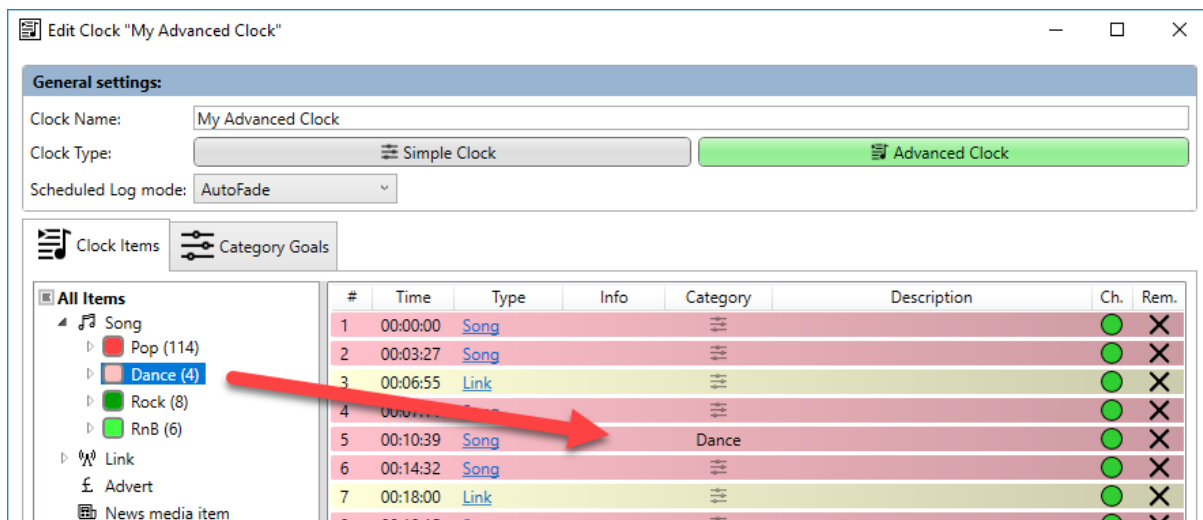 Edit Clock "My Advanced Clock"
General settings:
Clock Name: My Advanced Clock
Clock Type: Simple Clock Advanced Clock
Scheduled Log mode: AutoFade
Clock Items Category Goals
All Items
Song
Pop (114)
Dance (4)
Rock (8)
RnB (6)
Link
£ Advert
News media item
# Time Type Info Category Description Ch. Rem.
1 00:00:00 Song
2 00:03:27 Song
3 00:06:55 Link
4
5 00:10:39 Song Dance
6 00:14:32 Song
7 00:18:00 Link